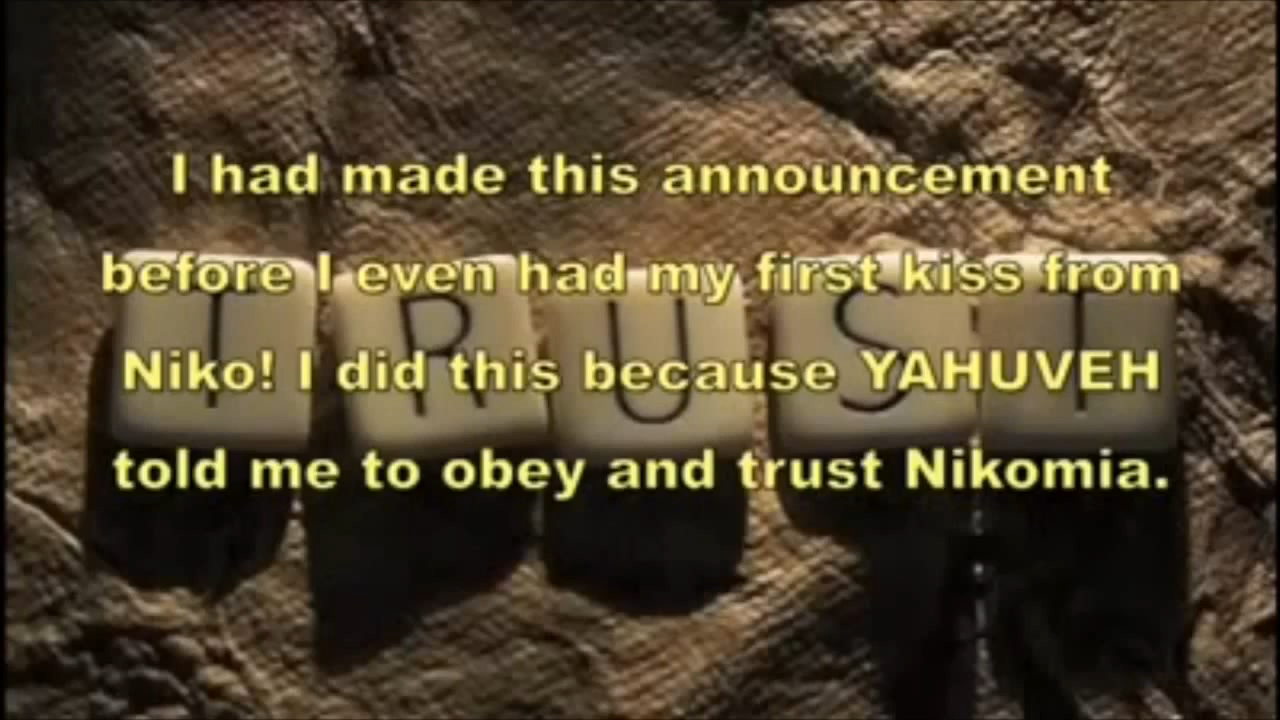 I had made this announcement
before I even had my first kiss from
Niko! I did this because YAHUVEH
told me to obey and trust Nikomia.
TRUST